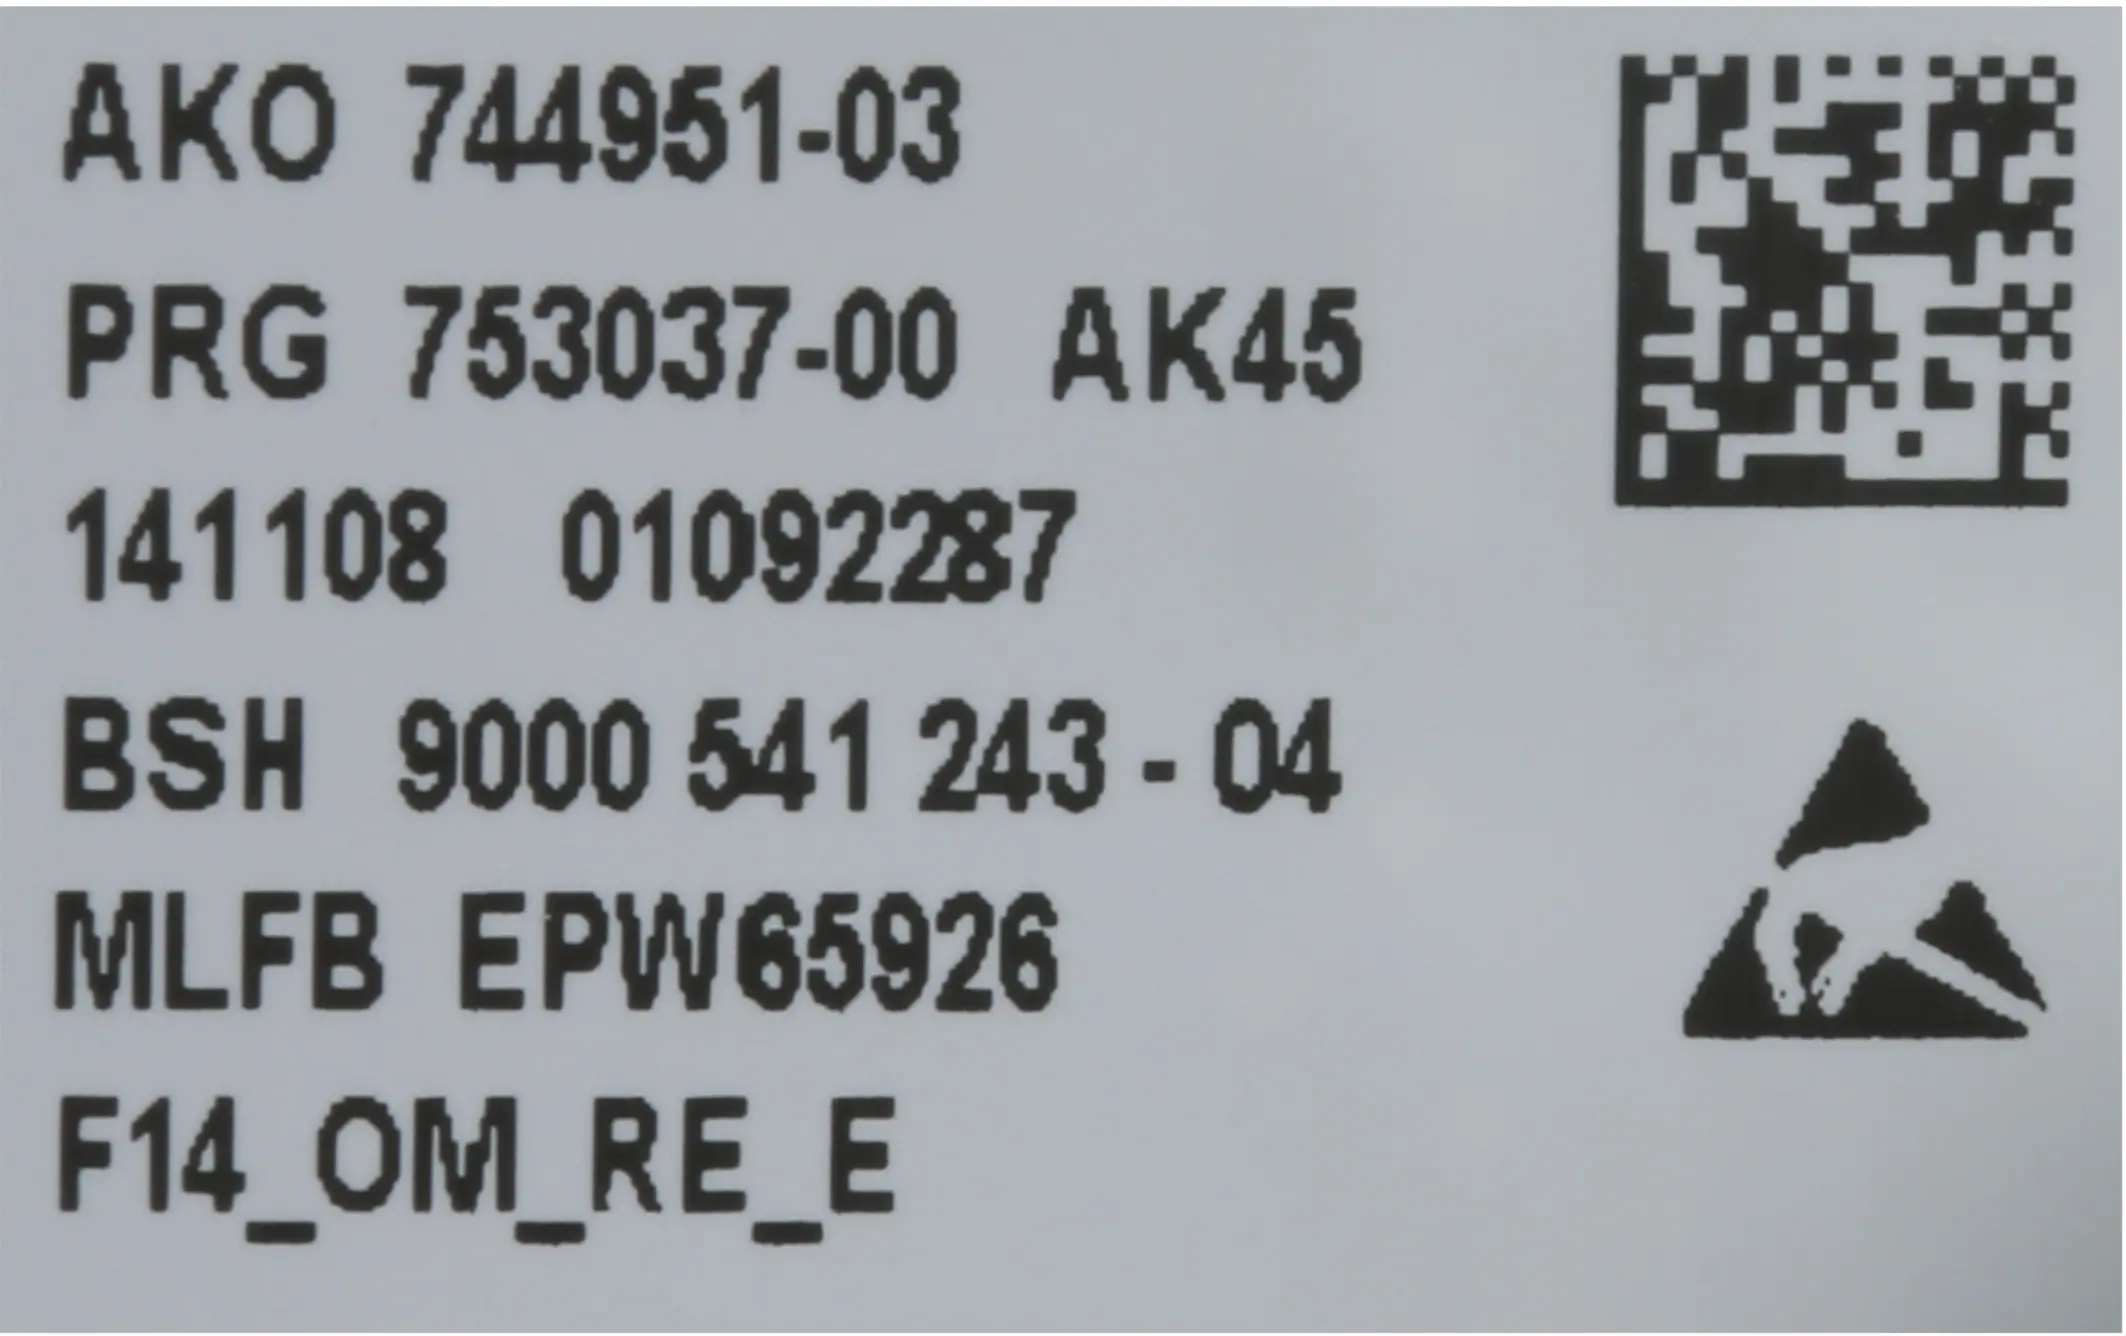 AKO 744951-03
PRG 753037-00 AK45
141108 01092287
BSH 9000 541 243 - 04
MLFB EPW65926
F14_OM_RE_E